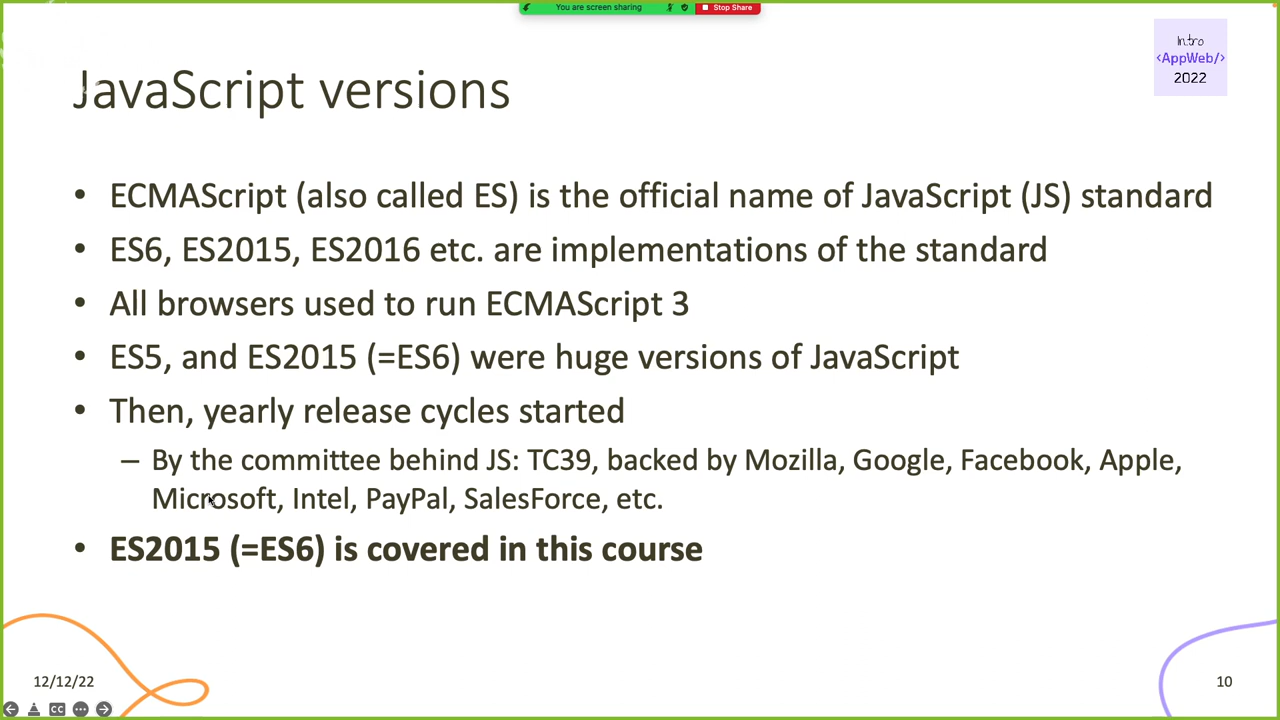 You are screen sharing
Stop Share
Intro
<AppWeb/>
2022
JavaScript versions
• ECMAScript (also called ES) is the official name of JavaScript (JS) standard
• ES6, ES2015, ES2016 etc. are implementations of the standard
• All browsers used to run ECMAScript 3
• ES5, and ES2015 (=ES6) were huge versions of JavaScript
• Then, yearly release cycles started
– By the committee behind JS: TC39, backed by Mozilla, Google, Facebook, Apple,
Microsoft, Intel, PayPal, SalesForce, etc.
• ES2015 (=ES6) is covered in this course
12/12/22
10
CC